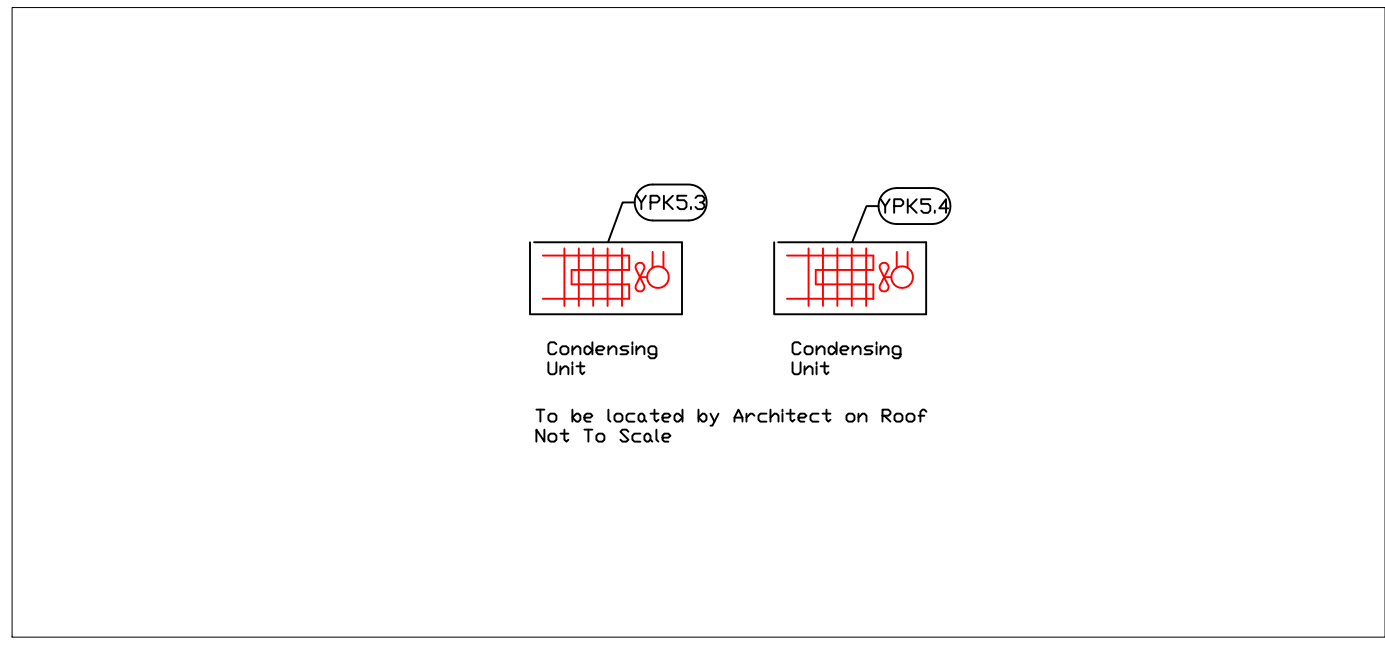 YPK5.3
YPK5.4
Condensing
Unit
Condensing
Unit
To be located by Architect on Roof
Not To Scale